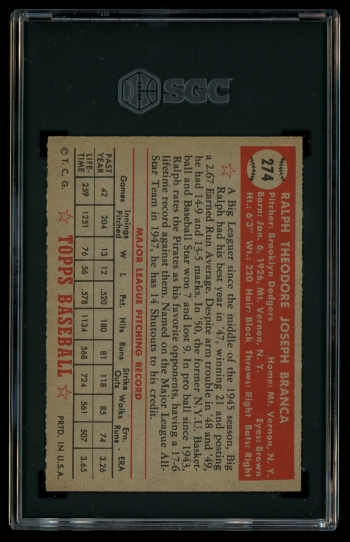 SGC
274
RALPH THEODORE JOSEPH BRANCA
Pitcher: Brooklyn Dodgers Home: Mt. Vernon, N. Y.
Born: Jan. 6, 1926, Mt. Vernon, N. Y. Eyes: Brown
Ht.: 6'3" Wt.: 220 Hair: Black Throws: Right Bats: Right
A Big Leaguer since the middle of the 1945 season, Big
Ralph had his best year in '47, winning 21 and posting
a 2.67 Earned Run Average. Despite arm trouble in '48 and '49,
he had 14-9 and 13-5 marks. In '50, the former N.Y.U. Basket-
ball and Baseball Star won 7 and lost 9. In pro ball since 1943,
Ralph rates the Pirates as his favorite opponents, having a 17-6
lifetime record against them. Named on the Major League All-
Star Team in 1947, he has 14 Shutouts to his credit.
MAJOR LEAGUE PITCHING RECORD
Games Innings Pitched W L Pct. Hits Runs Strike Outs Walks Ern. Runs ERA
PAST YEAR 42 204 13 12 .520 180 81 118 85 74 3.26
LIFE-TIME 259 1251 76 56 .578 1134 568 724 561 507 3.65
© T. C. G. TOPPS BASEBALL PRTD. IN U.S.A.